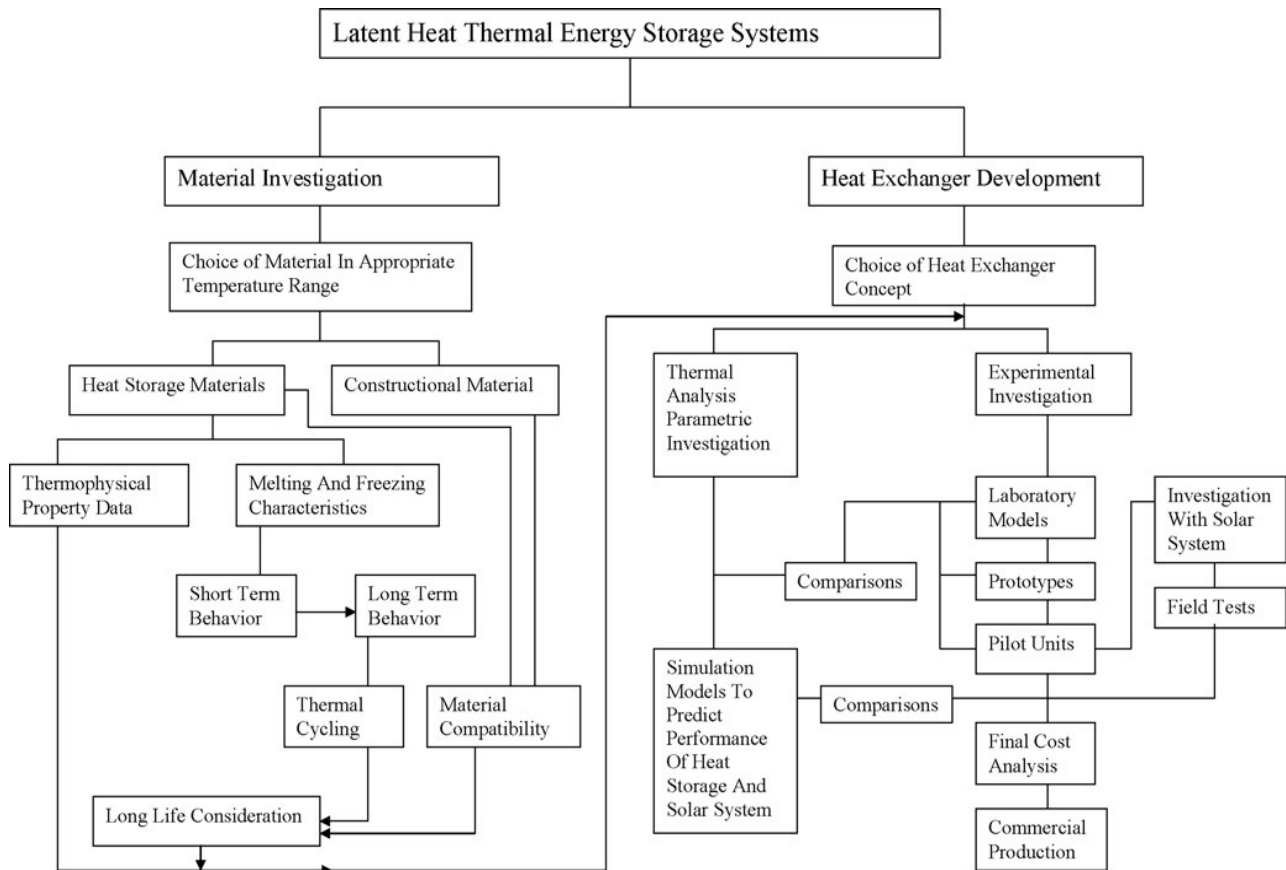 Latent Heat Thermal Energy Storage Systems
Material Investigation
Heat Exchanger Development
Choice of Material In Appropriate
Temperature Range
Choice of Heat Exchanger
Concept
Heat Storage Materials
Constructional Material
Thermal
Analysis
Parametric
Investigation
Experimental
Investigation
Thermophysical
Property Data
Melting And Freezing
Characteristics
Laboratory
Models
Investigation
With Solar
System
Short Term
Behavior
Long Term
Behavior
Comparisons
Prototypes
Field Tests
Pilot Units
Simulation
Models To
Predict
Performance
Of Heat
Storage And
Solar System
Thermal
Cycling
Material
Compatibility
Comparisons
Final Cost
Analysis
Long Life Consideration
Commercial
Production